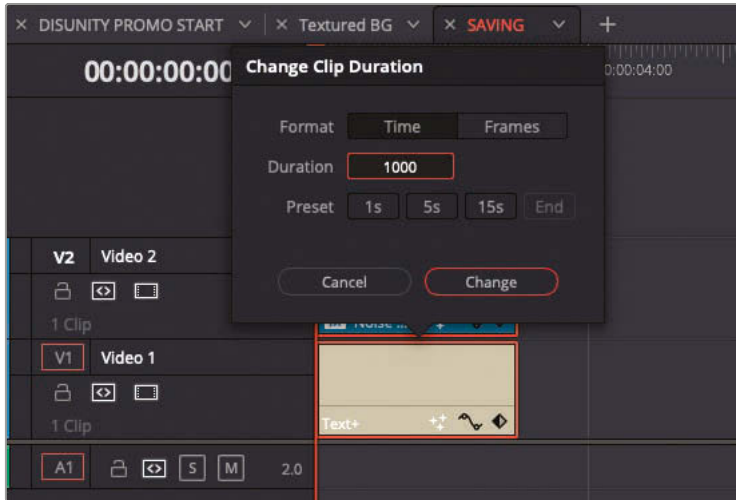 × DISUNITY PROMO START × Textured BG × SAVING +
00:00:00:00
Change Clip Duration
0:00:04:00
Format Time Frames
Duration 1000
Preset 1s 5s 15s End
Cancel Change
V2 Video 2
1 Clip
Noise ...
V1 Video 1
1 Clip
Text+
A1 S M 2.0